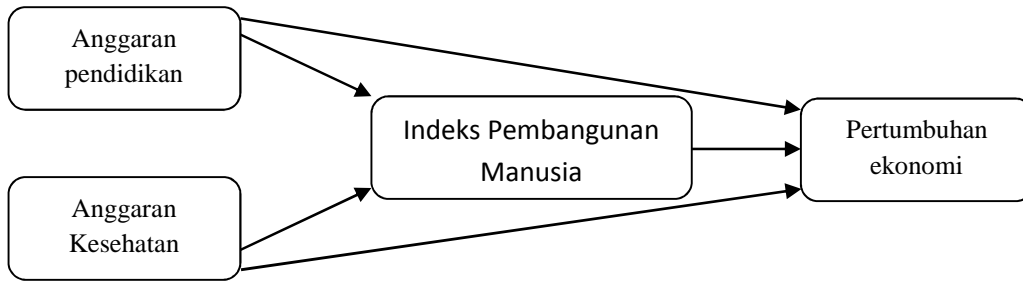 Anggaran
pendidikan
Indeks Pembangunan
Manusia
Pertumbuhan
ekonomi
Anggaran
Kesehatan